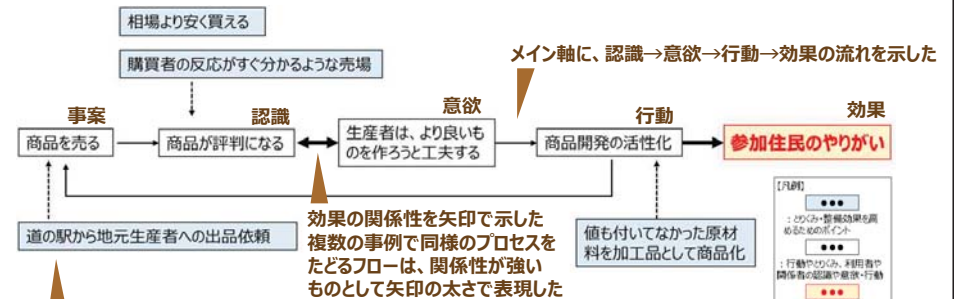 相場より安く買える
購買者の反応がすぐ分かるような売場
メイン軸に、認識→意欲→行動→効果の流れを示した
事案
認識
意欲
行動
効果
商品を売る
商品が評判になる
生産者は、より良いも
のを作ろうと工夫する
商品開発の活性化
参加住民のやりがい
道の駅から地元生産者への出品依頼
効果の関係性を矢印で示した
複数の事例で同様のプロセスを
たどるフローは、関係性が強い
ものとして矢印の太さで表現した
値も付いてなかった原材
料を加工品として商品化
【凡例】
●●●
：とりくみ・整備効果を高
めるためのポイント
●●●
：行動やとりくみ、利用者や
関係者の認識や意欲・行動
●●●